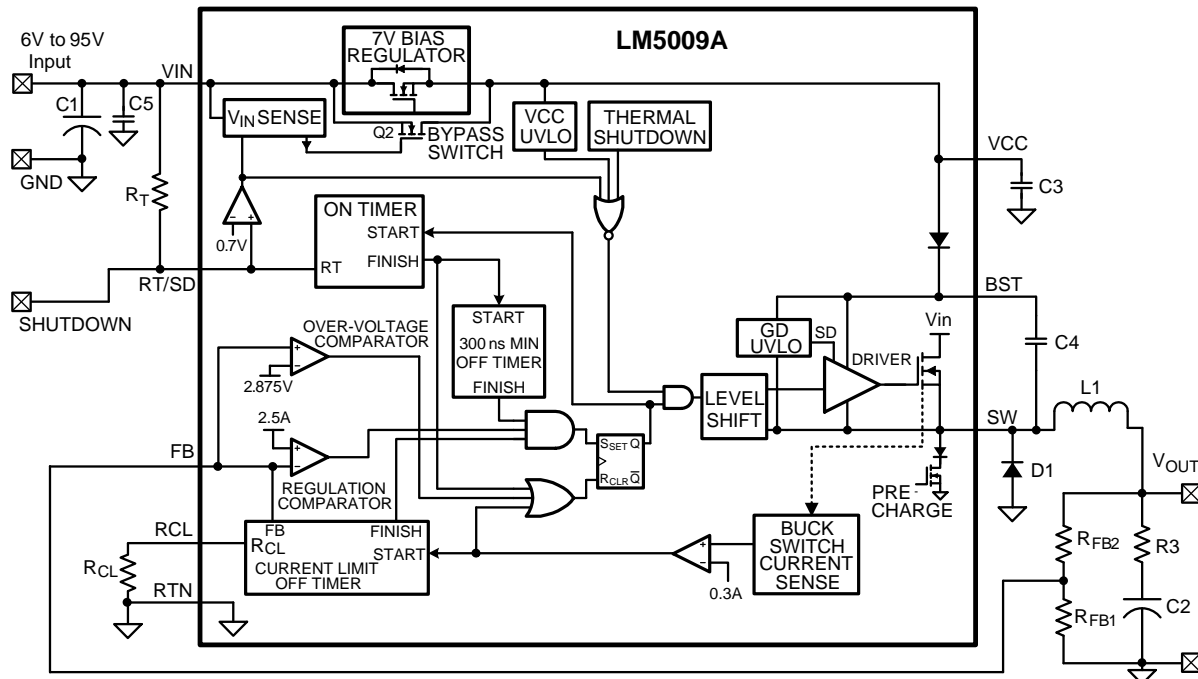 LM5009A
6V to 95V
Input
7V BIAS
REGULATOR
VIN
C1
C5
VIN SENSE
Q2
BYPASS
SWITCH
VCC
UVLO
THERMAL
SHUTDOWN
VCC
C3
GND
RT
0.7V
ON TIMER
START
RT
FINISH
RT/SD
SHUTDOWN
BST
START
300 ns MIN
OFF TIMER
FINISH
OVER-VOLTAGE
COMPARATOR
2.875V
GD
UVLO
SD
Vin
DRIVER
C4
LEVEL
SHIFT
L1
SW
2.5A
FB
REGULATION
COMPARATOR
S SET Q
R CLR Q
D1
VOUT
PRE -
CHARGE
RCL
FB
FINISH
RCL
START
CURRENT LIMIT
OFF TIMER
BUCK
SWITCH
CURRENT
SENSE
0.3A
RCL
RTN
RFB2
R3
RFB1
C2